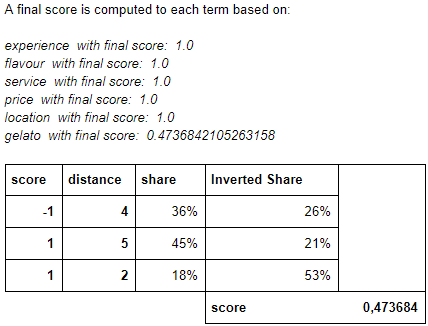 A final score is computed to each term based on:
experience with final score: 1.0
flavour with final score: 1.0
service with final score: 1.0
price with final score: 1.0
location with final score: 1.0
gelato with final score: 0.4736842105263158
score distance share Inverted Share
-1 4 36% 26%
1 5 45% 21%
1 2 18% 53%
score 0,473684